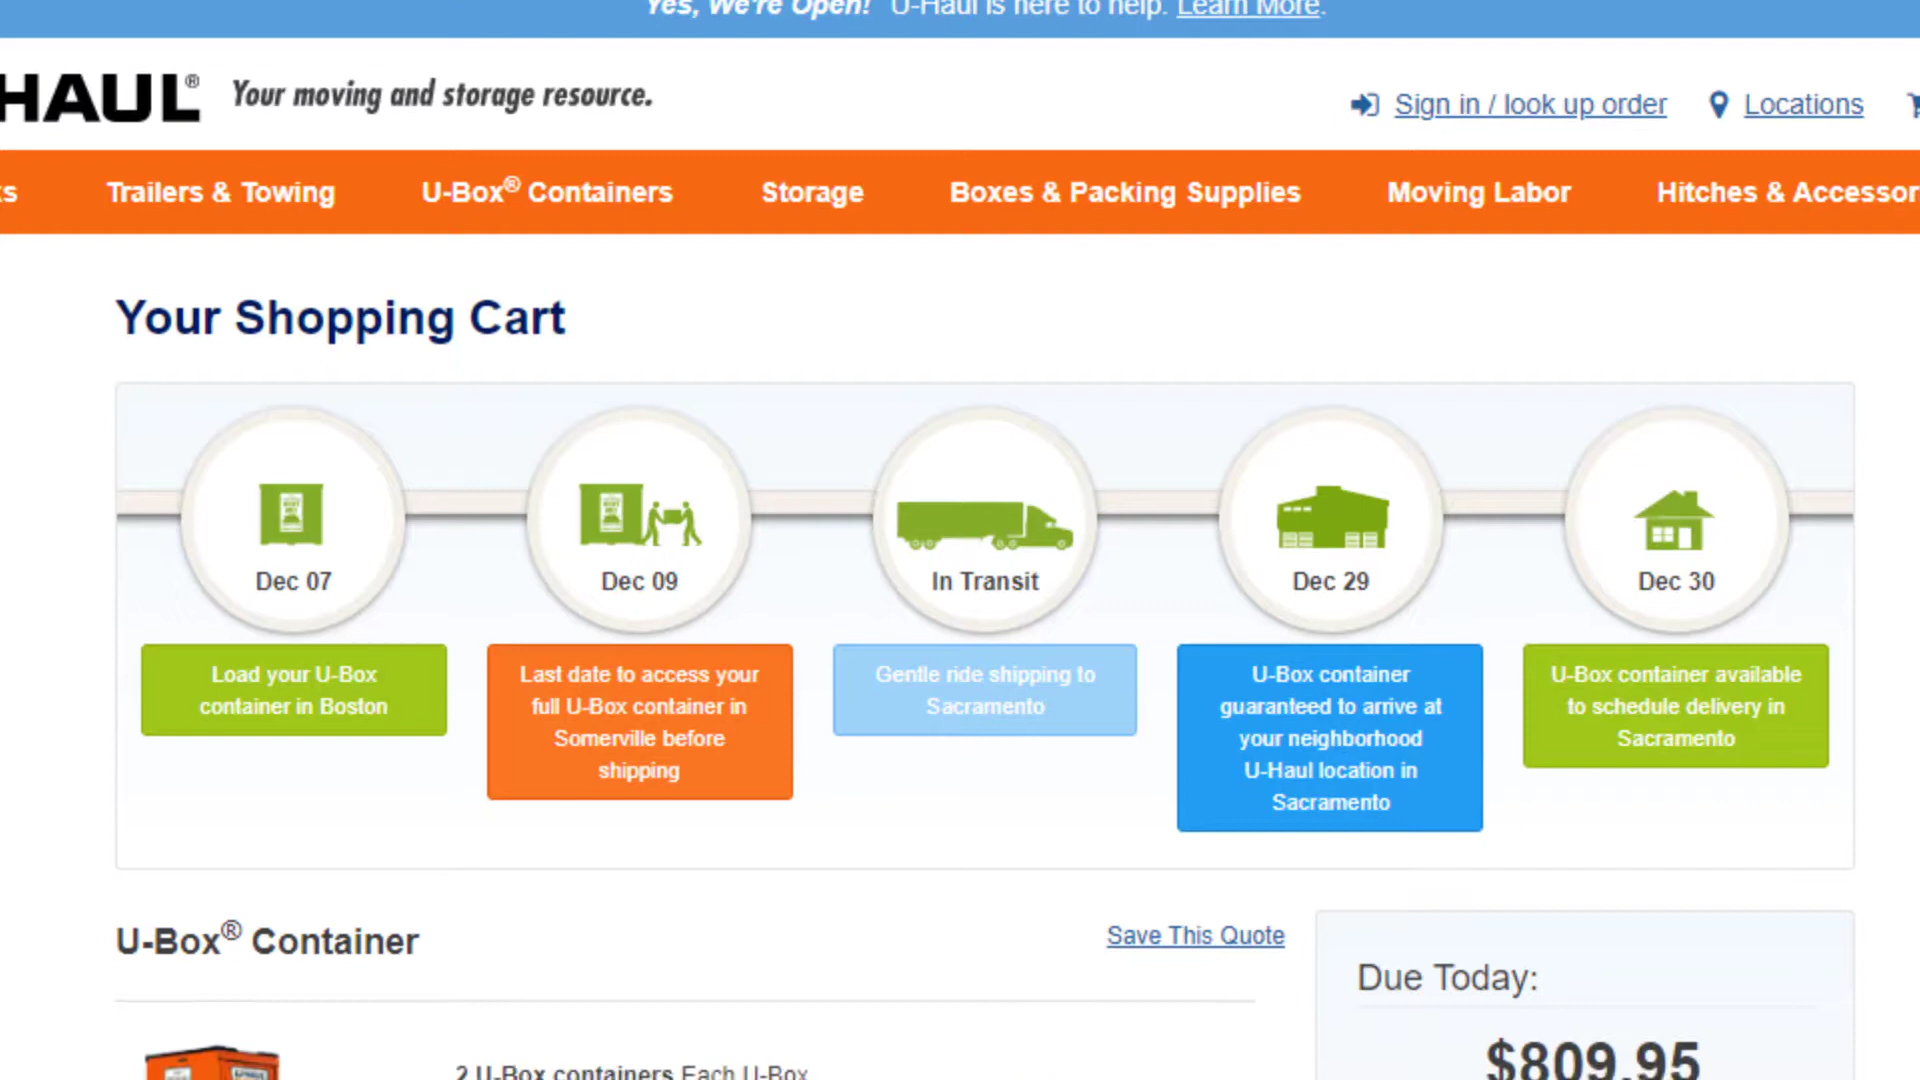 Yes, We're Open! U-Haul is here to help. Learn More.
HAUL® Your moving and storage resource.
Sign in / look up order Locations
Trailers & Towing U-Box® Containers Storage Boxes & Packing Supplies Moving Labor Hitches & Accessor
Your Shopping Cart
Dec 07
Load your U-Box
container in Boston
Dec 09
Last date to access your
full U-Box container in
Somerville before
shipping
In Transit
Gentle ride shipping to
Sacramento
Dec 29
U-Box container
guaranteed to arrive at
your neighborhood
U-Haul location in
Sacramento
Dec 30
U-Box container available
to schedule delivery in
Sacramento
U-Box® Container
Save This Quote
2 U-Box containers Each U-Box
Due Today:
$809.95